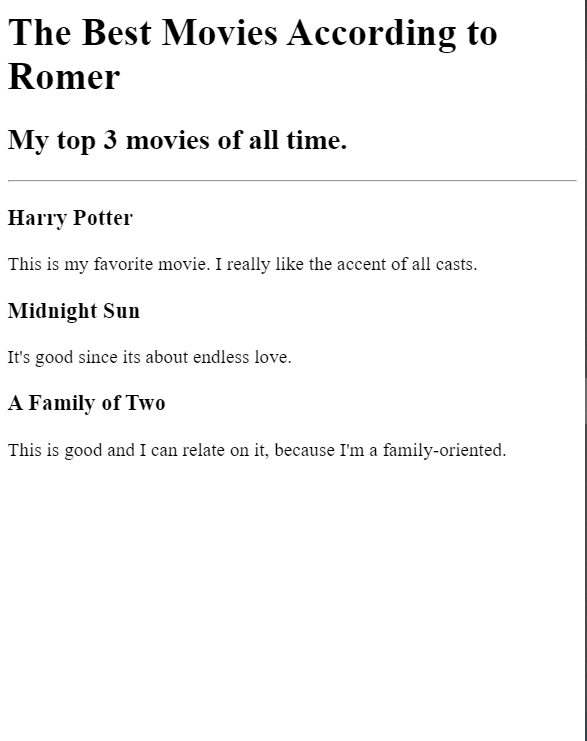 The Best Movies According to
Romer
My top 3 movies of all time.
Harry Potter
This is my favorite movie. I really like the accent of all casts.
Midnight Sun
It's good since its about endless love.
A Family of Two
This is good and I can relate on it, because I'm a family-oriented.